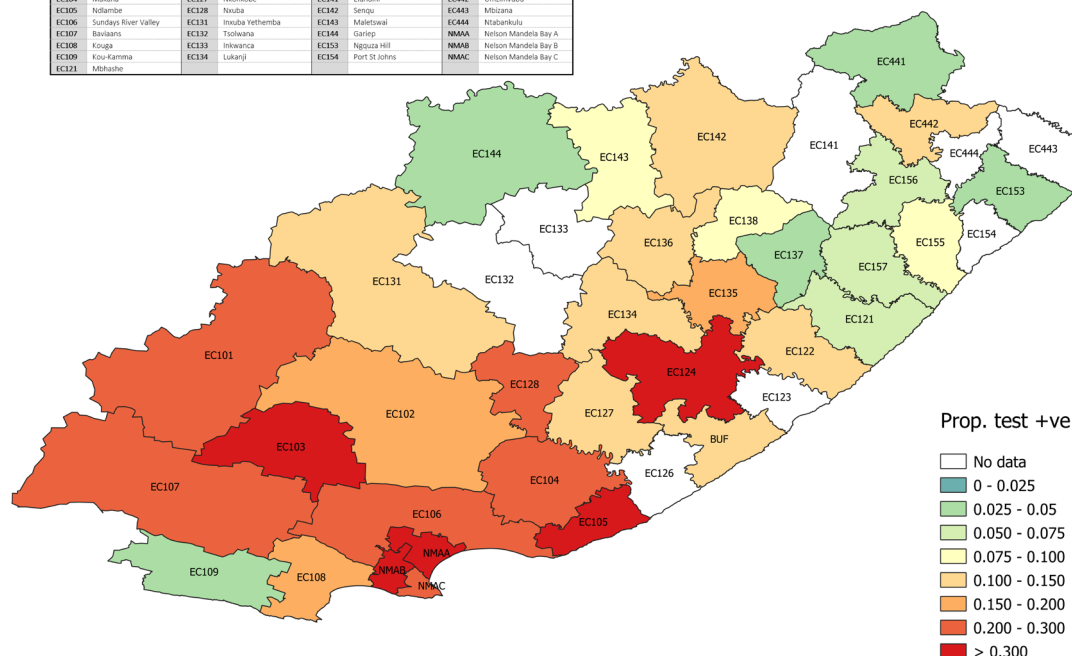 EC105 Ndlambe EC128 Nxuba EC142 Senqu EC443 Mbizana
EC106 Sundays River Valley EC131 Inxuba Yethemba EC143 Maletswai EC444 Ntabankulu
EC107 Baviaans EC132 Tsolwana EC144 Gariep NMAA Nelson Mandela Bay A
EC108 Kouga EC133 Inkwanca EC153 Ngquza Hill NMAB Nelson Mandela Bay B
EC109 Kou-Kamma EC134 Lukanji EC154 Port St Johns NMAC Nelson Mandela Bay C
EC121 Mbhashe
EC441
EC442
EC142
EC141
EC444
EC443
EC144
EC143
EC156
EC153
EC138
EC133
EC136
EC155
EC154
EC137
EC157
EC132
EC131
EC135
EC134
EC121
EC101
EC122
EC124
EC128
EC123
EC102
EC127
BUF
EC103
EC126
EC104
EC107
EC106
EC105
NMAA
NMAB
NMAC
EC109
EC108
Prop. test +ve
No data
0 - 0.025
0.025 - 0.05
0.050 - 0.075
0.075 - 0.100
0.100 - 0.150
0.150 - 0.200
0.200 - 0.300
> 0.300